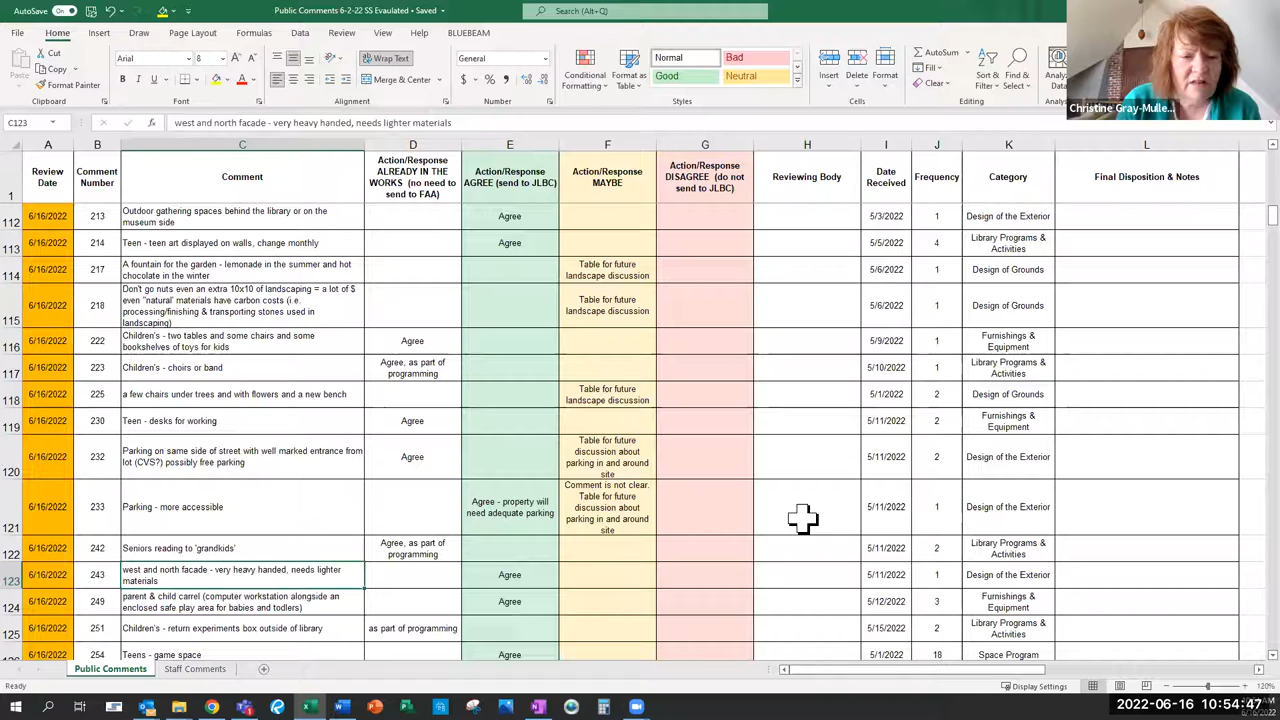 AutoSave On Public Comments 6-2-22 SS Evaulated • Saved Search (Alt+Q)
File Home Insert Draw Page Layout Formulas Data Review View Help BLUEBEAM
Paste Cut Copy Format Painter Clipboard
Arial 8 B I U Font
Wrap Text Merge & Center Alignment
General $ % Number
Conditional Formatting Format as Table Normal Bad Good Neutral Styles
Insert Delete Format Cells
AutoSum Fill Clear Sort & Filter Find & Select Editing
Christine Gray-Mulle...
C123 fx west and north facade - very heavy handed, needs lighter materials
A B C D E F G H I J K L
1 Review Date Comment Number Comment Action/Response ALREADY IN THE WORKS (no need to send to FAA) Action/Response AGREE (send to JLBC) Action/Response MAYBE Action/Response DISAGREE (do not send to JLBC) Reviewing Body Date Received Frequency Category Final Disposition & Notes
112 6/16/2022 213 Outdoor gathering spaces behind the library or on the museum side Agree 5/3/2022 1 Design of the Exterior
113 6/16/2022 214 Teen - teen art displayed on walls, change monthly Agree 5/5/2022 4 Library Programs & Activities
114 6/16/2022 217 A fountain for the garden - lemonade in the summer and hot chocolate in the winter Table for future landscape discussion 5/6/2022 1 Design of Grounds
115 6/16/2022 218 Don't go nuts even an extra 10x10 of landscaping = a lot of $ even "natural' materials have carbon costs (i.e. processing/finishing & transporting stones used in landscaping) Table for future landscape discussion 5/6/2022 1 Design of Grounds
116 6/16/2022 222 Children's - two tables and some chairs and some bookshelves of toys for kids Agree 5/9/2022 1 Furnishings & Equipment
117 6/16/2022 223 Children's - choirs or band Agree, as part of programming 5/10/2022 1 Library Programs & Activities
118 6/16/2022 225 a few chairs under trees and with flowers and a new bench Table for future landscape discussion 5/1/2022 2 Design of Grounds
119 6/16/2022 230 Teen - desks for working Agree 5/11/2022 2 Furnishings & Equipment
120 6/16/2022 232 Parking on same side of street with well marked entrance from lot (CVS?) possibly free parking Agree Table for future discussion about parking in and around site 5/11/2022 2 Design of the Exterior
121 6/16/2022 233 Parking - more accessible Agree - property will need adequate parking Comment is not clear. Table for future discussion about parking in and around site 5/11/2022 1 Design of the Exterior
122 6/16/2022 242 Seniors reading to 'grandkids' Agree, as part of programming 5/11/2022 2 Library Programs & Activities
123 6/16/2022 243 west and north facade - very heavy handed, needs lighter materials Agree 5/11/2022 1 Design of the Exterior
124 6/16/2022 249 parent & child carrel (computer workstation alongside an enclosed safe play area for babies and todlers) Agree 5/12/2022 3 Furnishings & Equipment
125 6/16/2022 251 Children's - return experiments box outside of library as part of programming 5/15/2022 2 Library Programs & Activities
6/16/2022 254 Teens - game space Agree 5/1/2022 18 Space Program
Public Comments Staff Comments
Ready Display Settings 120%
2022-06-16 10:54:47